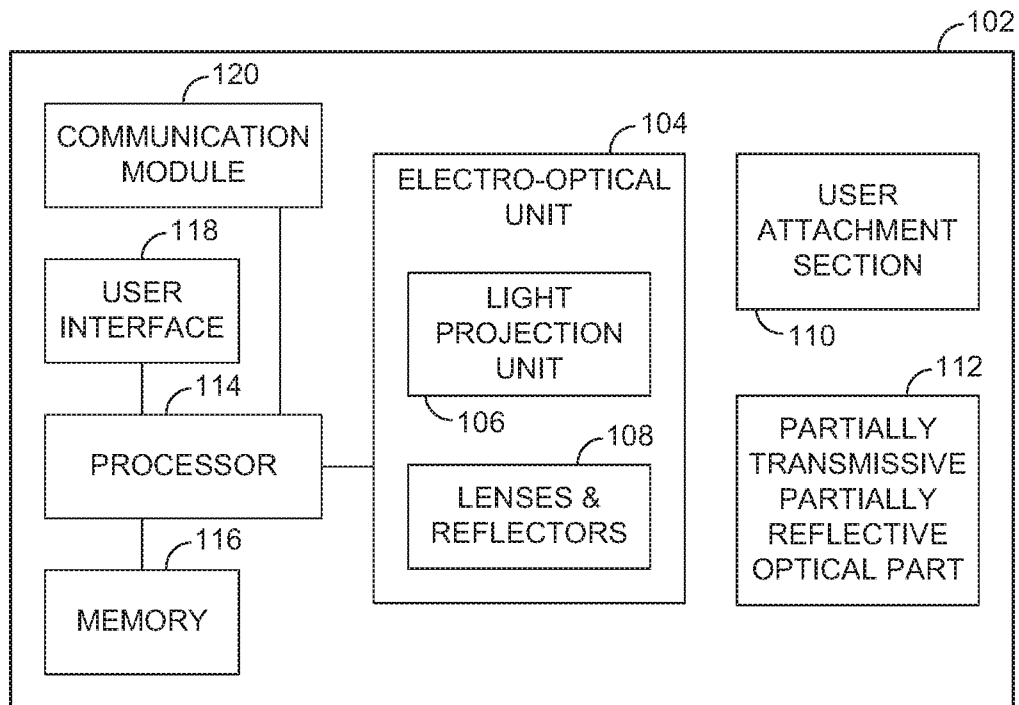 102
120
COMMUNICATION
MODULE
118
USER
INTERFACE
114
PROCESSOR
116
MEMORY
104
ELECTRO-OPTICAL
UNIT
LIGHT
PROJECTION
UNIT
106
108
LENSES &
REFLECTORS
USER
ATTACHMENT
SECTION
110
112
PARTIALLY
TRANSMISSIVE
PARTIALLY
REFLECTIVE
OPTICAL PART